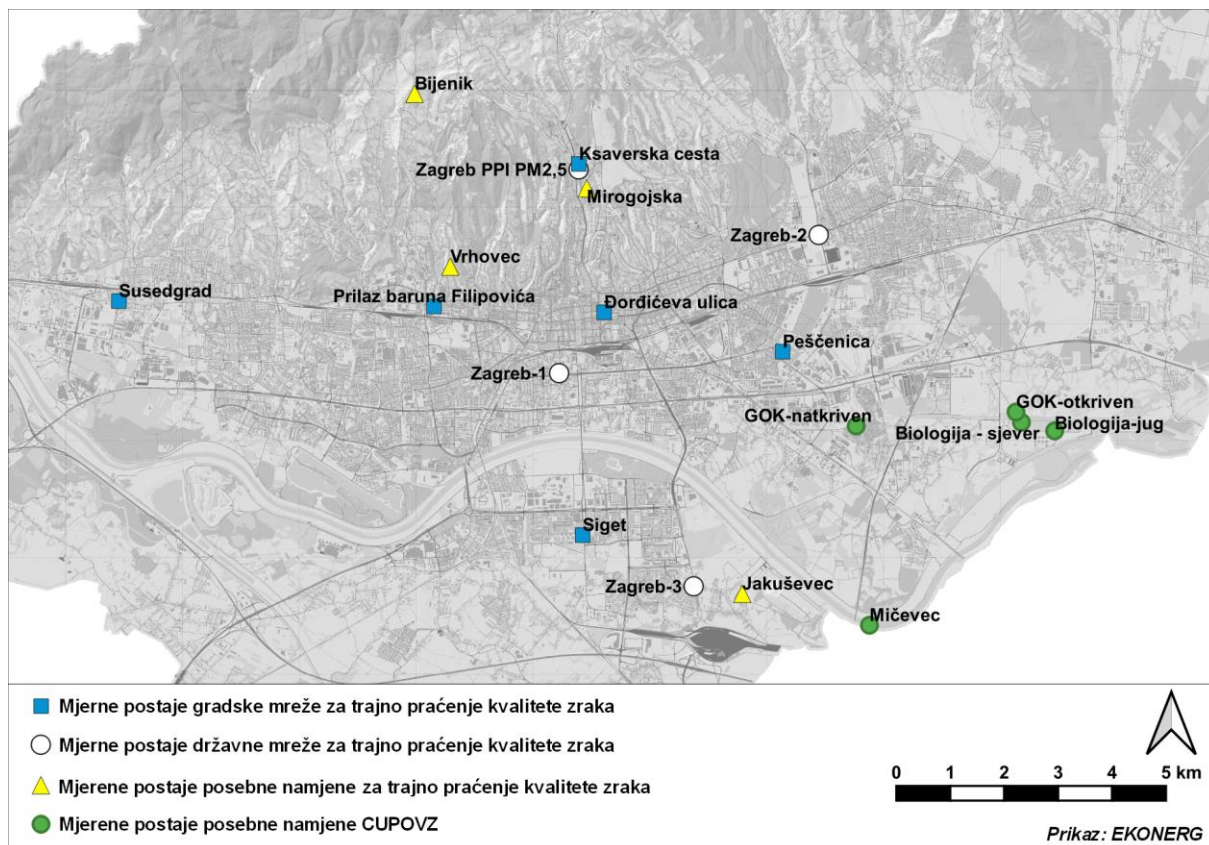 Bijenik
Ksaverska cesta
Zagreb PPI PM2,5
Mirogojska
Zagreb-2
Vrhovec
Susedgrad
Prilaz baruna Filipovića
Đorđićeva ulica
Peščenica
Zagreb-1
GOK-otkriven
GOK-natkriven
Biologija - sjever
Biologija-jug
Siget
Zagreb-3
Jakuševec
Mičevec
Mjerne postaje gradske mreže za trajno praćenje kvalitete zraka
Mjerne postaje državne mreže za trajno praćenje kvalitete zraka
Mjerene postaje posebne namjene za trajno praćenje kvalitete zraka
Mjerene postaje posebne namjene CUPOVZ
0 1 2 3 4 5 km
Prikaz: EKONERG